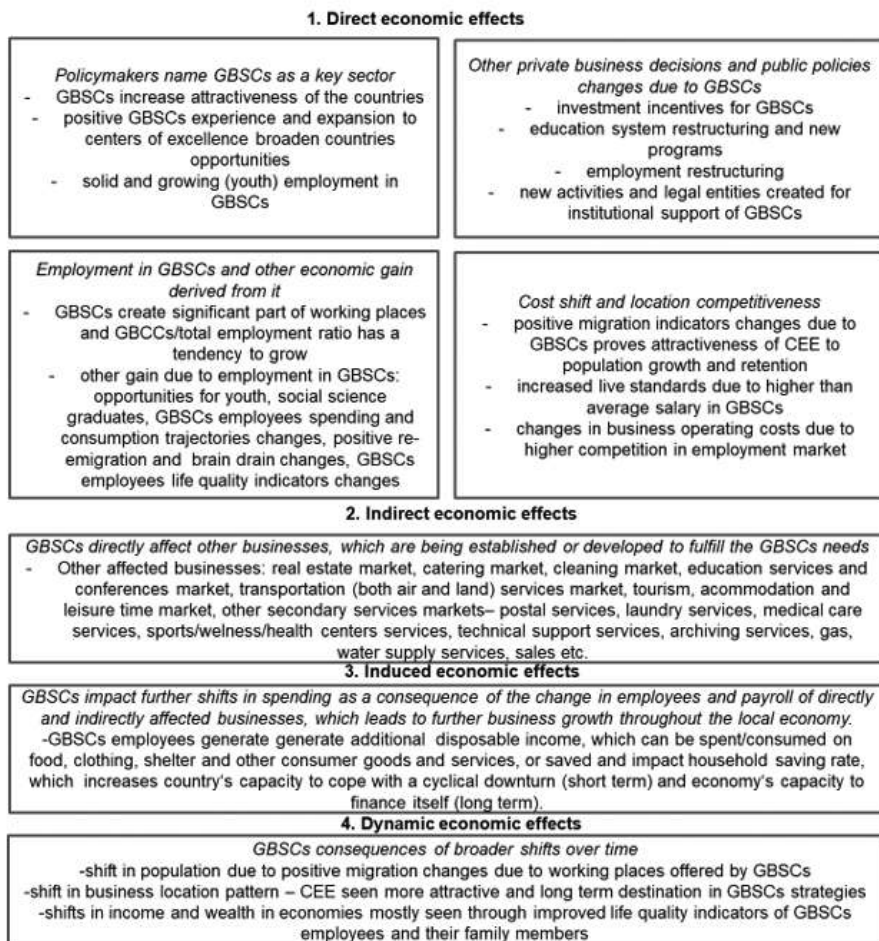 1. Direct economic effects
Policymakers name GBSCs as a key sector
- GBSCs increase attractiveness of the countries
- positive GBSCs experience and expansion to
centers of excellence broaden countries
opportunities
- solid and growing (youth) employment in
GBSCs
Other private business decisions and public policies
changes due to GBSCs
- investment incentives for GBSCs
- education system restructuring and new
programs
- employment restructuring
- new activities and legal entities created for
institutional support of GBSCs
Employment in GBSCs and other economic gain
derived from it
- GBSCs create significant part of working places
and GBCCs/total employment ratio has a
tendency to grow
- other gain due to employment in GBSCs:
opportunities for youth, social science
graduates, GBSCs employees spending and
consumption trajectories changes, positive re-
emigration and brain drain changes, GBSCs
employees life quality indicators changes
Cost shift and location competitiveness
- positive migration indicators changes due to
GBSCs proves attractiveness of CEE to
population growth and retention
- increased live standards due to higher than
average salary in GBSCs
- changes in business operating costs due to
higher competition in employment market
2. Indirect economic effects
GBSCs directly affect other businesses, which are being established or developed to fulfill the GBSCs needs
- Other affected businesses: real estate market, catering market, cleaning market, education services and
conferences market, transportation (both air and land) services market, tourism, acommodation and
leisure time market, other secondary services markets– postal services, laundry services, medical care
services, sports/welness/health centers services, technical support services, archiving services, gas,
water supply services, sales etc.
3. Induced economic effects
GBSCs impact further shifts in spending as a consequence of the change in employees and payroll of directly
and indirectly affected businesses, which leads to further business growth throughout the local economy.
-GBSCs employees generate generate additional disposable income, which can be spent/consumed on
food, clothing, shelter and other consumer goods and services, or saved and impact household saving rate,
which increases country‘s capacity to cope with a cyclical downturn (short term) and economy‘s capacity to
finance itself (long term).
4. Dynamic economic effects
GBSCs consequences of broader shifts over time
-shift in population due to positive migration changes due to working places offered by GBSCs
-shift in business location pattern – CEE seen more attractive and long term destination in GBSCs strategies
-shifts in income and wealth in economies mostly seen through improved life quality indicators of GBSCs
employees and their family members